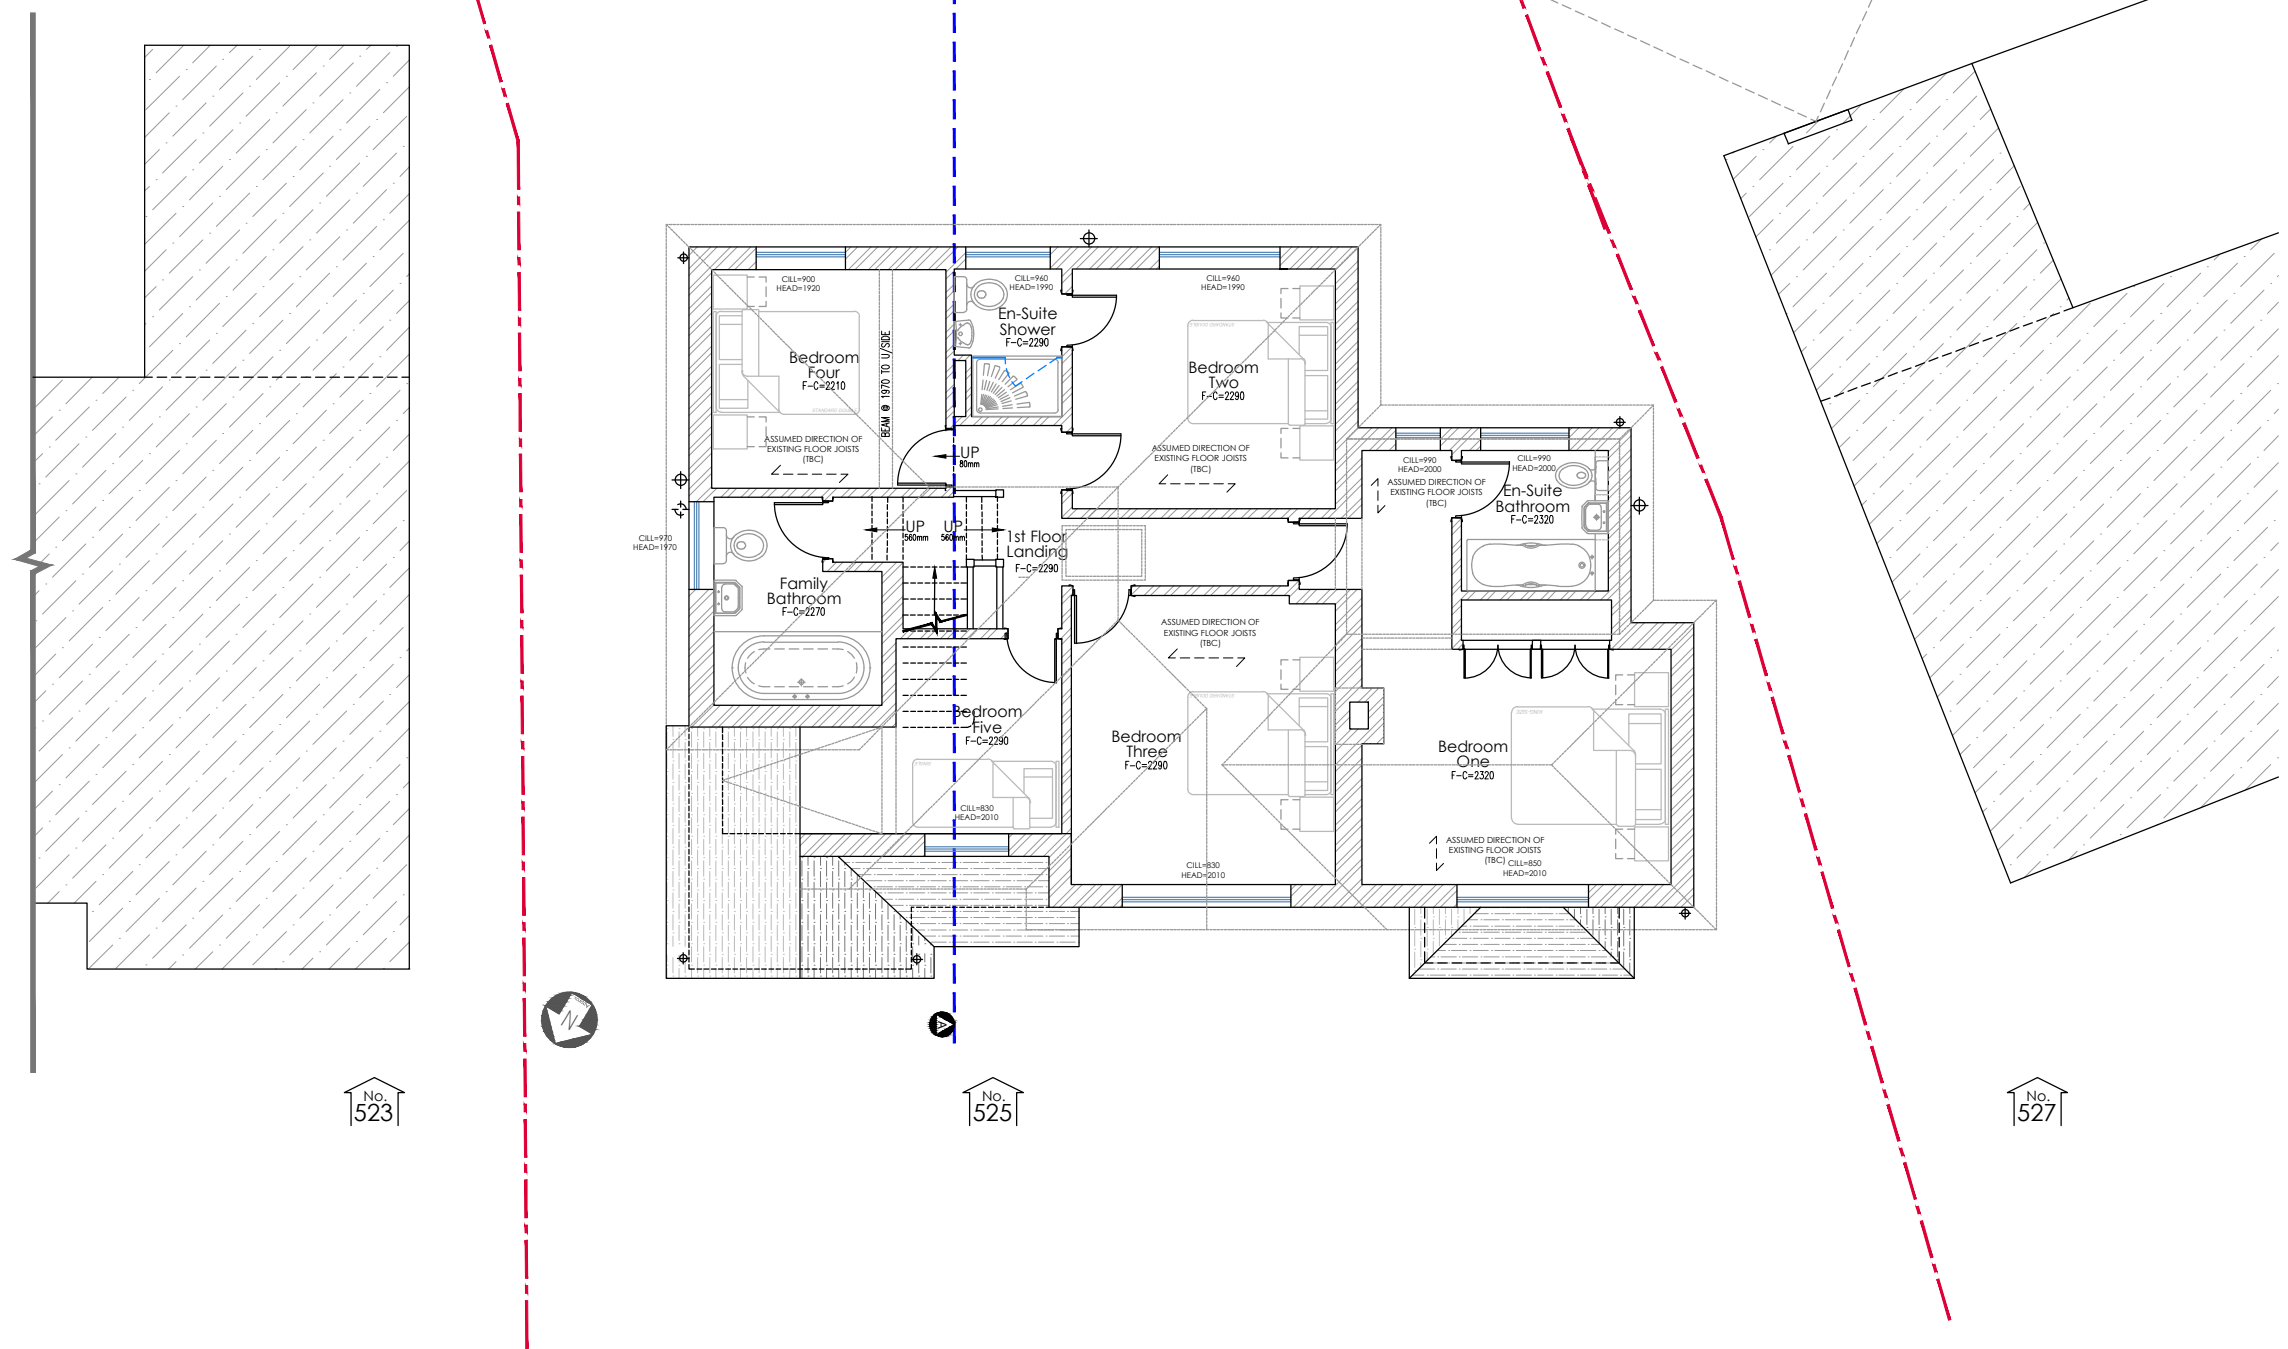 CILL=900
HEAD=1920
Bedroom
Four
F-C=2210
BEAM @ 1970 TO U/SIDE
ASSUMED DIRECTION OF
EXISTING FLOOR JOISTS
(TBC)
CILL=960
HEAD=1990
En-Suite
Shower
F-C=2290
CILL=960
HEAD=1990
Bedroom
Two
F-C=2290
ASSUMED DIRECTION OF
EXISTING FLOOR JOISTS
(TBC)
UP
80mm
CILL=990
HEAD=2000
ASSUMED DIRECTION OF
EXISTING FLOOR JOISTS
(TBC)
CILL=990
HEAD=2000
En-Suite
Bathroom
F-C=2320
CILL=970
HEAD=1970
UP
560mm
UP
560mm
1st Floor
Landing
F-C=2290
Family
Bathroom
F-C=2270
ASSUMED DIRECTION OF
EXISTING FLOOR JOISTS
(TBC)
Bedroom
Five
F-C=2290
CILL=830
HEAD=2010
Bedroom
Three
F-C=2290
CILL=830
HEAD=2010
Bedroom
One
F-C=2320
ASSUMED DIRECTION OF
EXISTING FLOOR JOISTS
(TBC)
CILL=850
HEAD=2010
N
A
No.
523
No.
525
No.
527